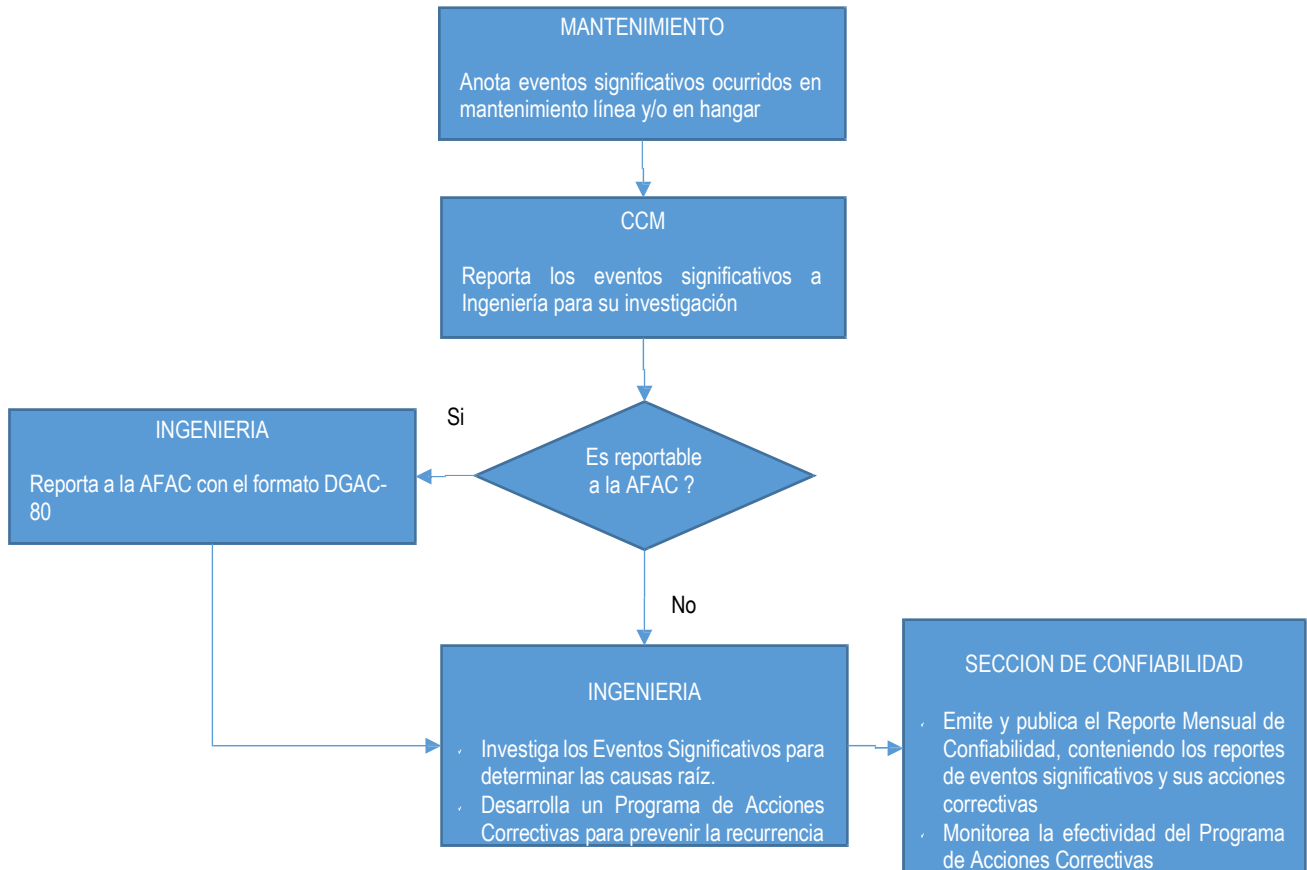 MANTENIMIENTO
Anota eventos significativos ocurridos en
mantenimiento línea y/o en hangar
CCM
Reporta los eventos significativos a
Ingeniería para su investigación
Si
Es reportable
a la AFAC ?
INGENIERIA
Reporta a la AFAC con el formato DGAC-
80
No
INGENIERIA
✓ Investiga los Eventos Significativos para
determinar las causas raíz.
✓ Desarrolla un Programa de Acciones
Correctivas para prevenir la recurrencia
SECCION DE CONFIABILIDAD
✓ Emite y publica el Reporte Mensual de
Confiabilidad, conteniendo los reportes
de eventos significativos y sus acciones
correctivas
✓ Monitorea la efectividad del Programa
de Acciones Correctivas